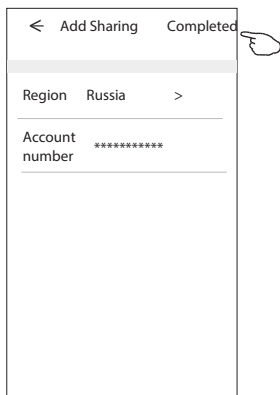 ← Add Sharing Completed
Region Russia >
Account
number ***********